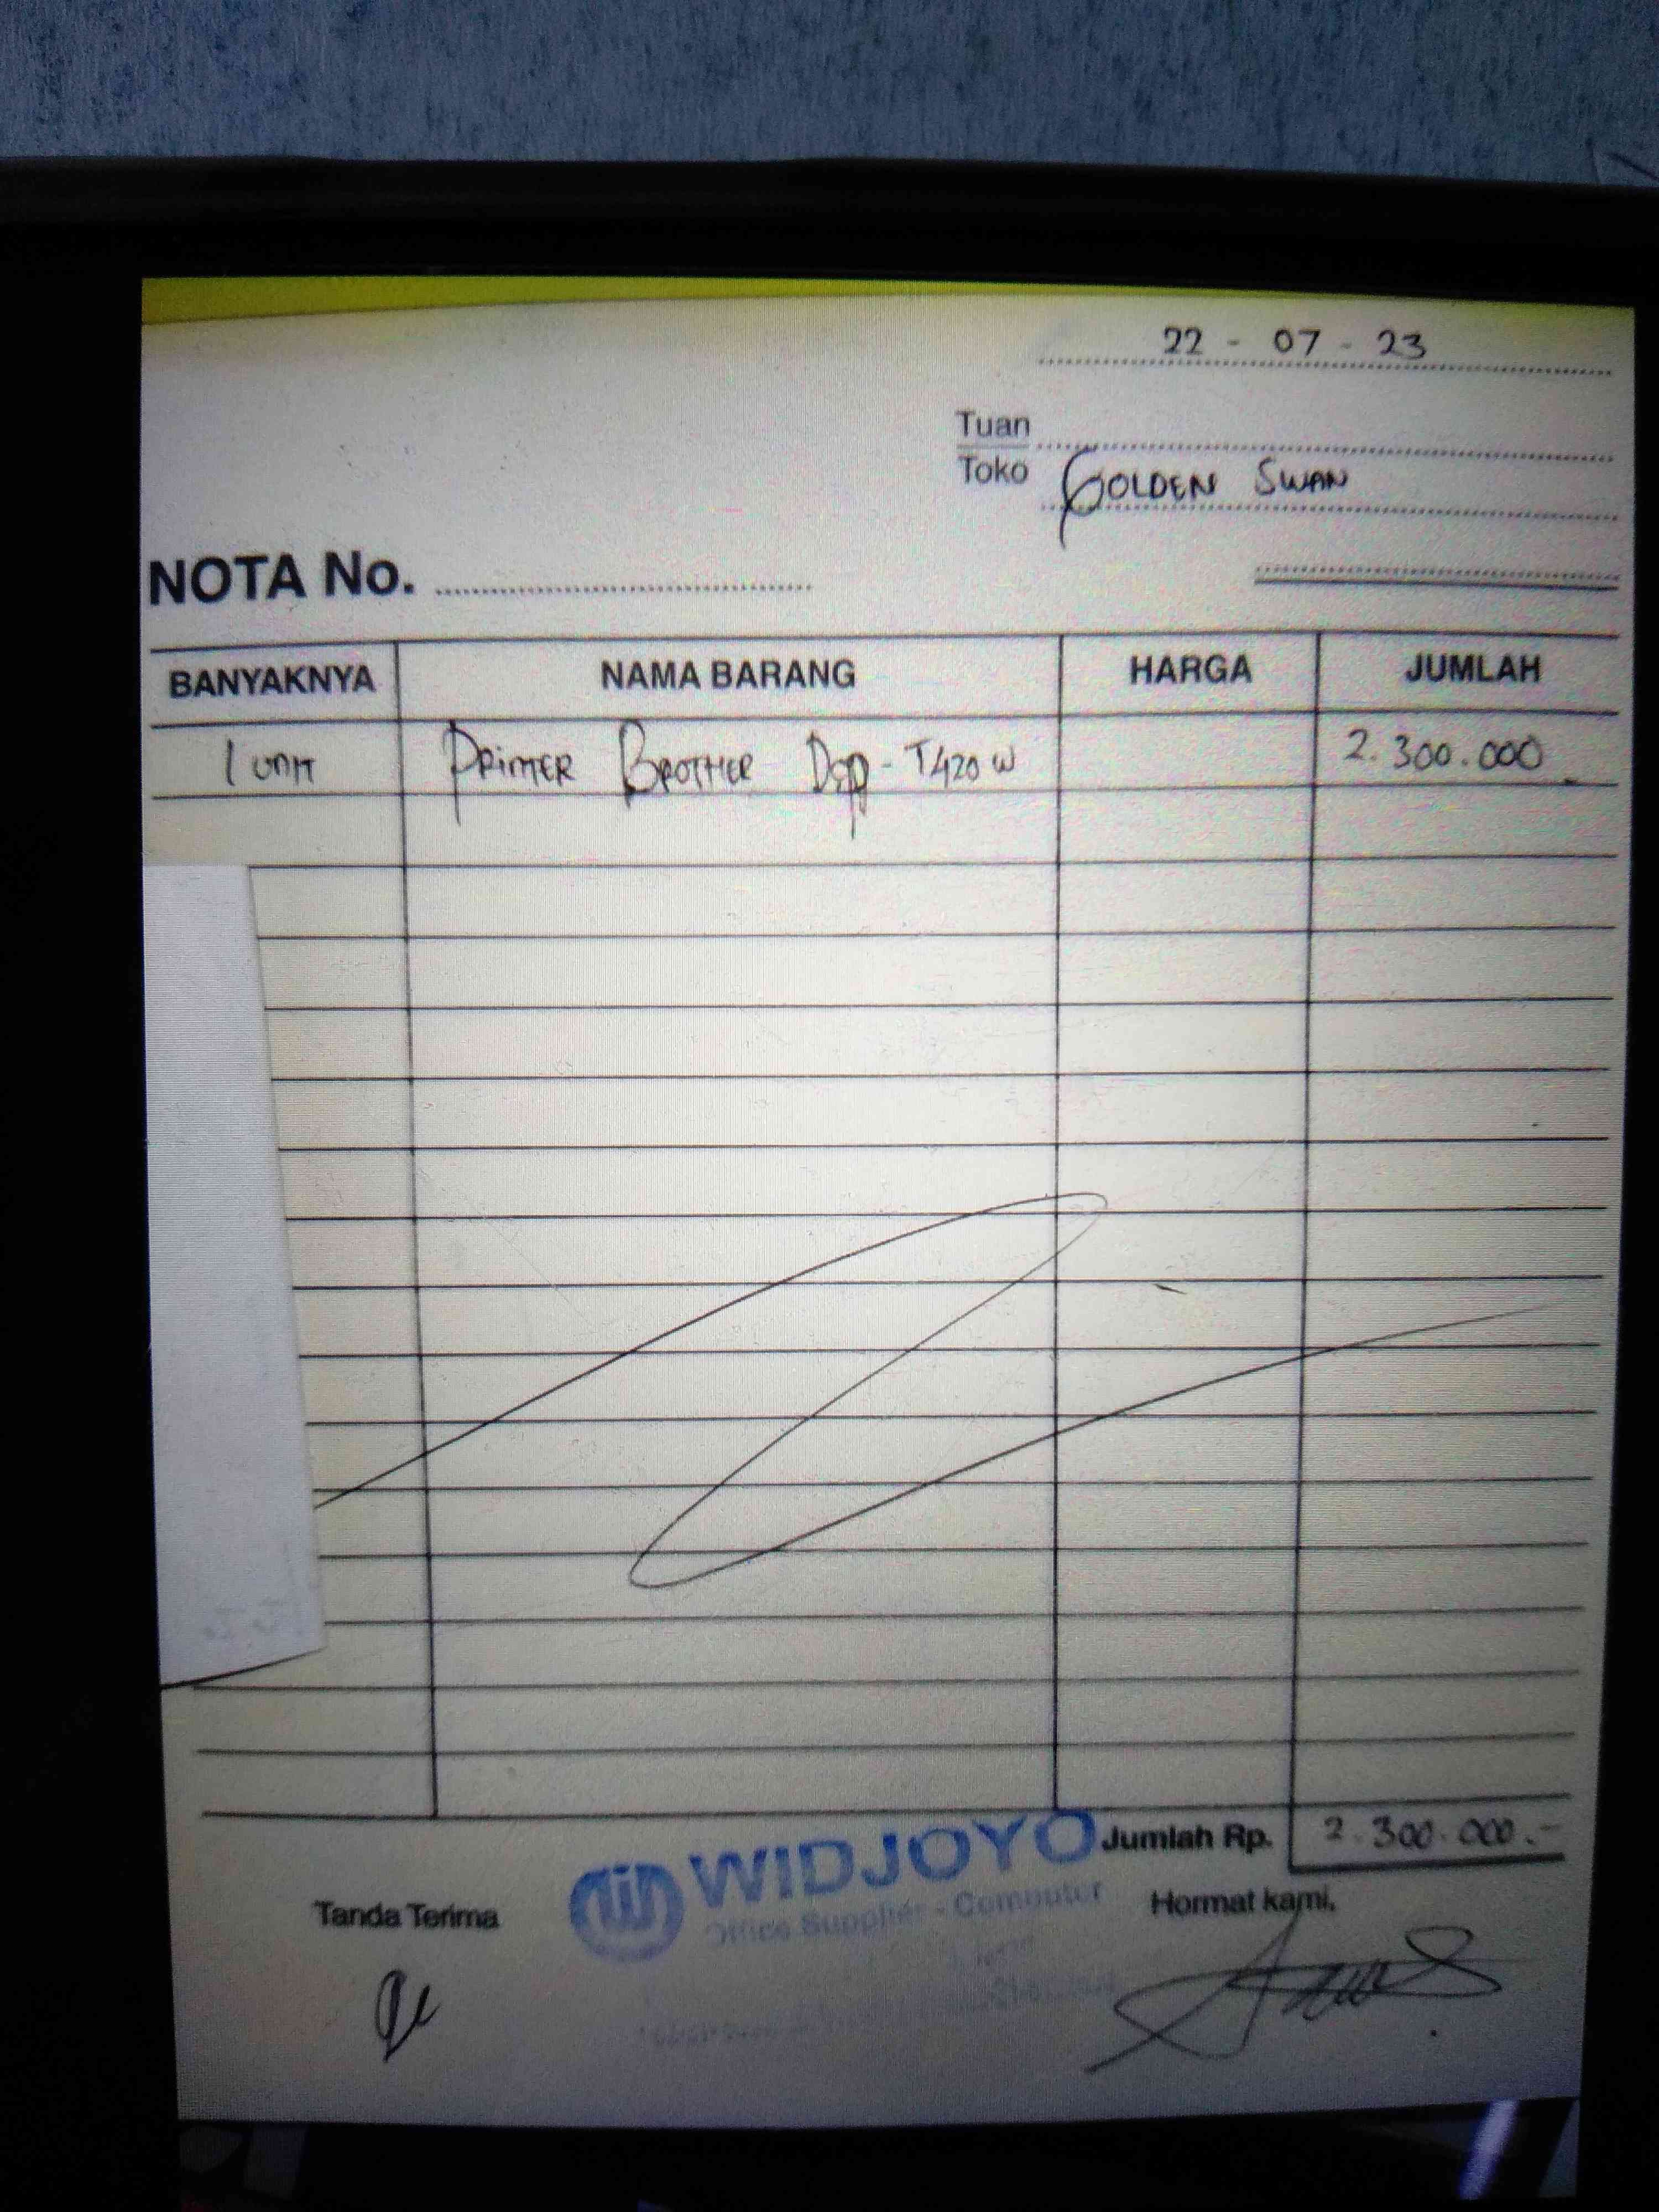 22 - 07 - 23
Tuan
Toko GOLDEN SWAN
NOTA No.
BANYAKNYA NAMA BARANG HARGA JUMLAH
1 UNIT PRINTER BROTHER DCP - T420 W 2.300.000
WIDJOYO Jumlah Rp. 2.300.000.-
Office Supplier - Computer
Tanda Terima Hormat kami,